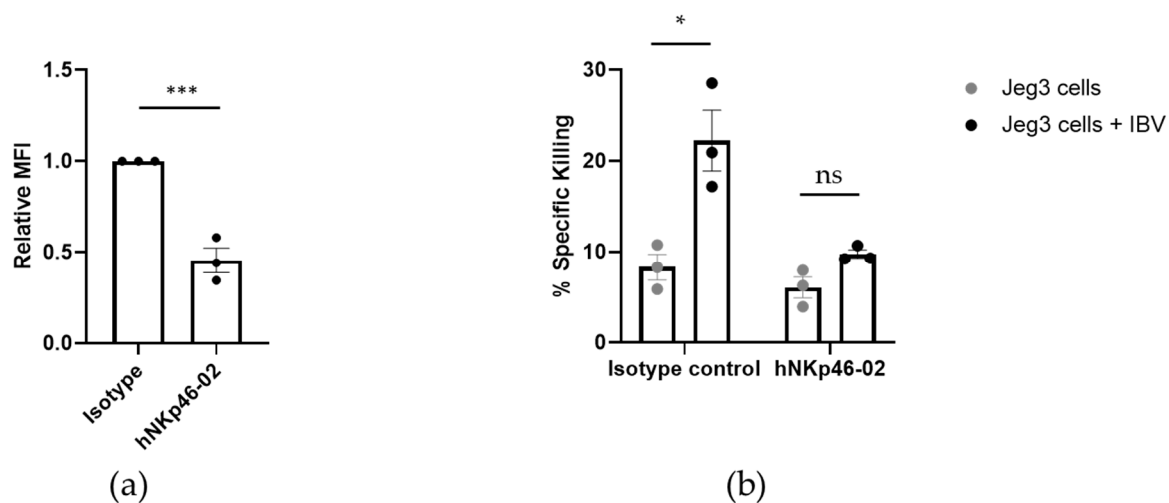 Relative MFI
1.5
1.0
0.5
0.0
***
Isotype
hNKp46-02
(a)
% Specific Killing
30
20
10
0
*
ns
Isotype control
hNKp46-02
Jeg3 cells
Jeg3 cells + IBV
(b)